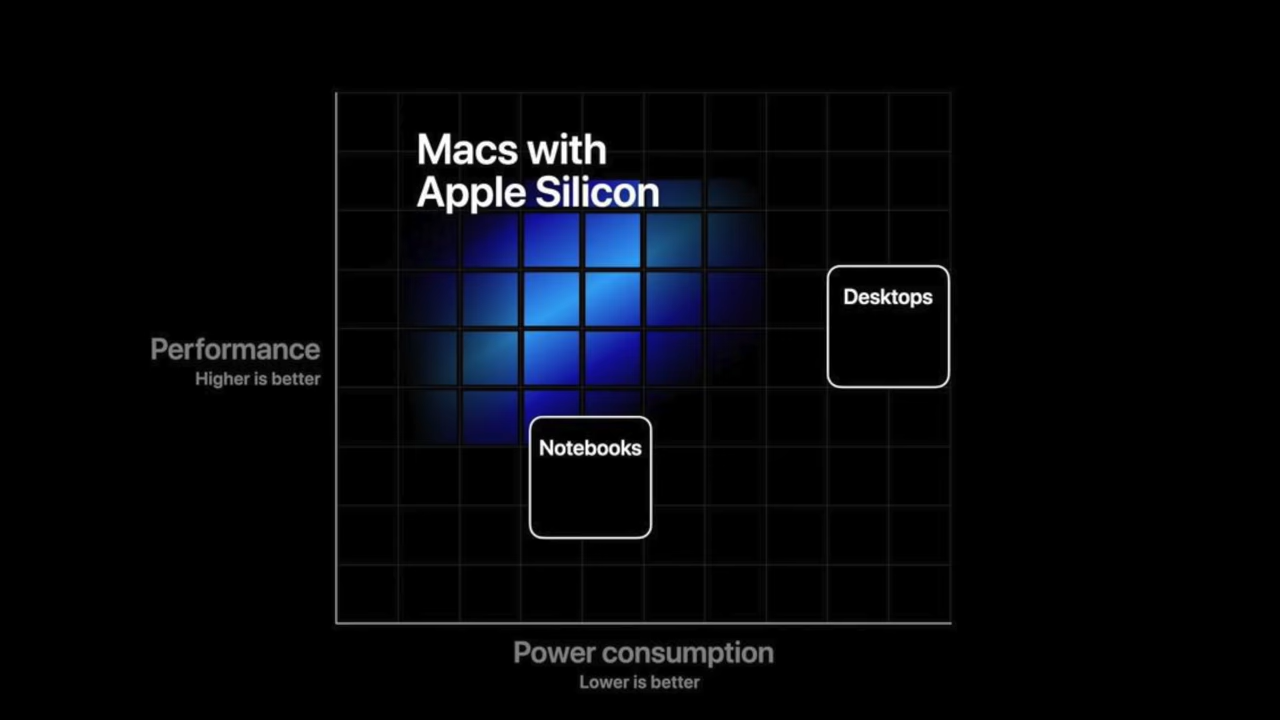 Macs with
Apple Silicon
Desktops
Performance
Higher is better
Notebooks
Power consumption
Lower is better